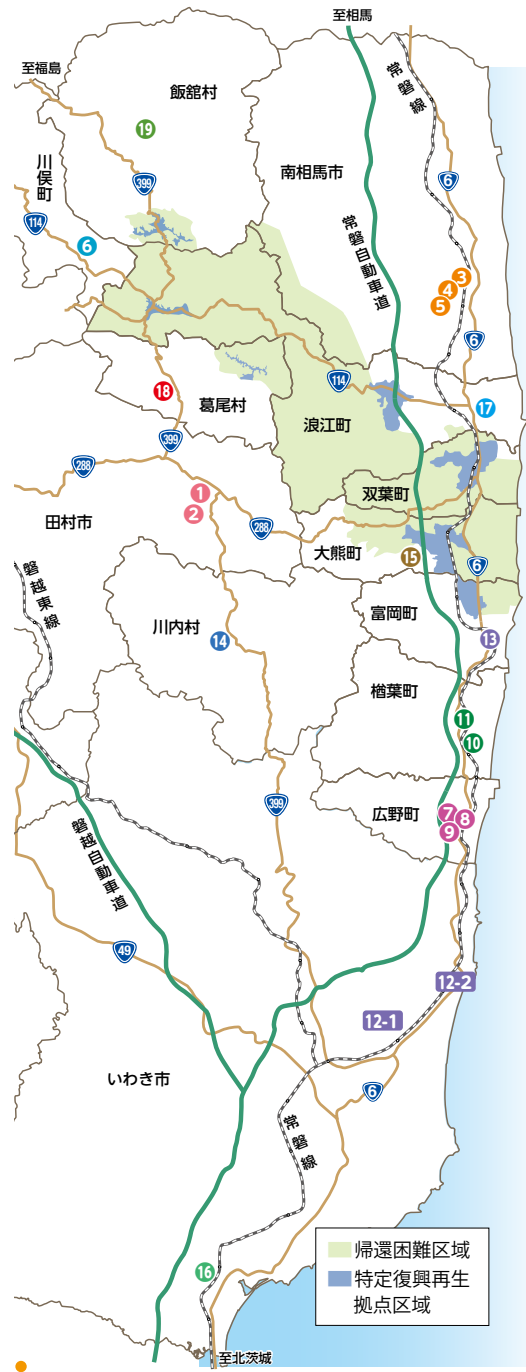 至相馬
至福島
常磐線
飯舘村
19
川俣町
南相馬市
399
6
114
6
常磐自動車道
3
4
5
6
114
18
葛尾村
17
浪江町
399
288
双葉町
1
2
288
田村市
大熊町
15
6
磐越東線
富岡町
川内村
14
13
楢葉町
11
10
399
広野町
7
8
9
磐越自動車道
49
12-2
12-1
いわき市
6
常磐線
帰還困難区域
特定復興再生
拠点区域
16
至北茨城